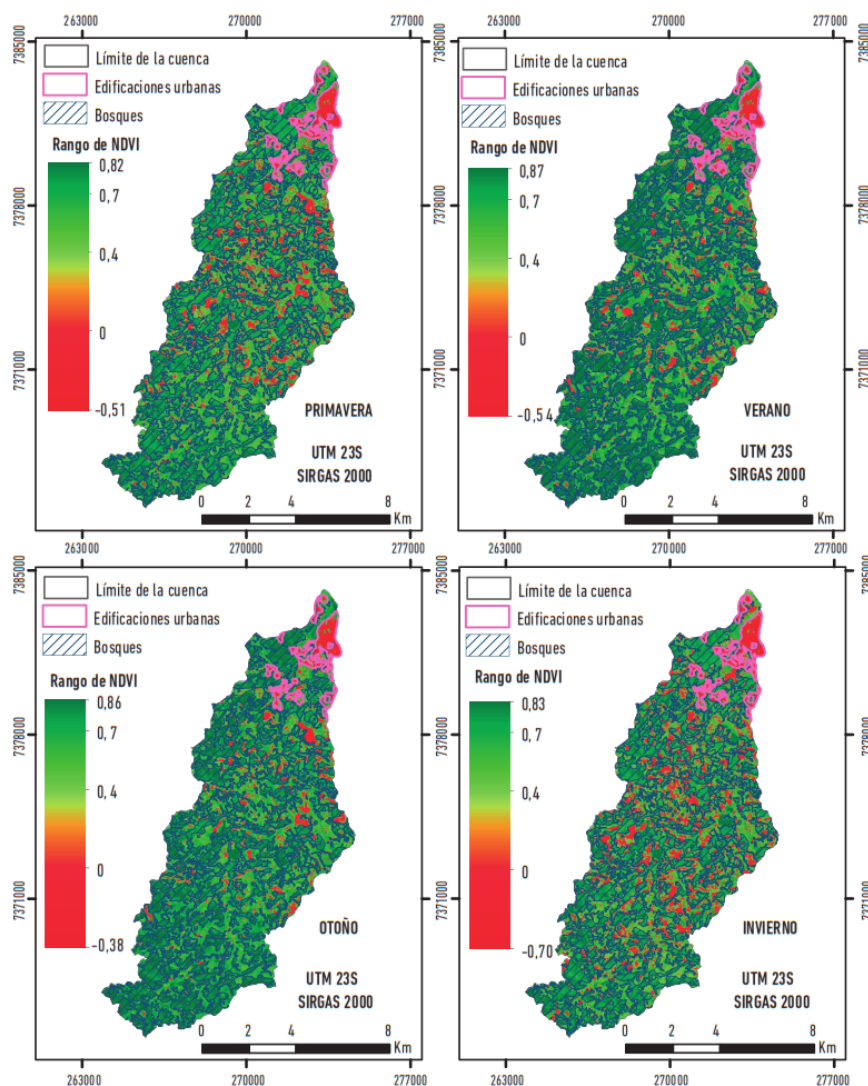 263000 270000 277000
7385000
7378000
7371000
Límite de la cuenca
Edificaciones urbanas
Bosques
Rango de NDVI
0,82
0,7
0,4
0
-0,51
PRIMAVERA
UTM 23S
SIRGAS 2000
0 2 4 8
Km
263000 270000 277000
263000 270000 277000
7385000
7378000
7371000
Límite de la cuenca
Edificaciones urbanas
Bosques
Rango de NDVI
0,87
0,7
0,4
0
-0,54
VERANO
UTM 23S
SIRGAS 2000
0 2 4 8
Km
263000 270000 277000
7385000
7378000
7371000
Límite de la cuenca
Edificaciones urbanas
Bosques
Rango de NDVI
0,86
0,7
0,4
0
-0,38
OTOÑO
UTM 23S
SIRGAS 2000
0 2 4 8
Km
263000 270000 277000
7385000
7378000
7371000
Límite de la cuenca
Edificaciones urbanas
Bosques
Rango de NDVI
0,83
0,7
0,4
0
-0,70
INVIERNO
UTM 23S
SIRGAS 2000
0 2 4 8
Km
263000 270000 277000
7385000
7378000
7371000